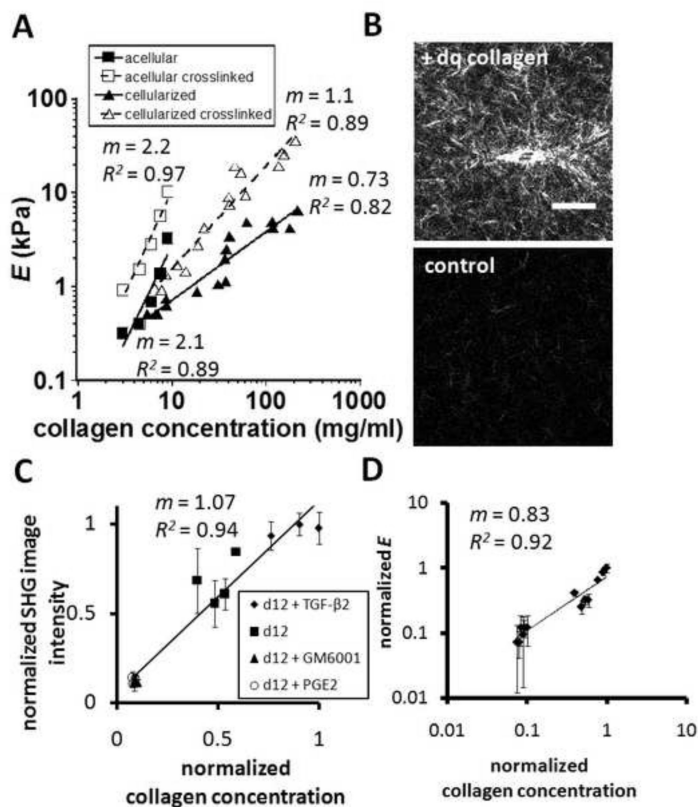 A
acellular
acellular crosslinked
cellularized
cellularized crosslinked
100
10
1
0.1
E (kPa)
m = 2.2
R² = 0.97
m = 1.1
R² = 0.89
m = 0.73
R² = 0.82
m = 2.1
R² = 0.89
1
10
100
1000
collagen concentration (mg/ml)
B
+ dq collagen
control
C
m = 1.07
R² = 0.94
1
0.5
0
normalized SHG image
intensity
d12 + TGF-β2
d12
d12 + GM6001
d12 + PGE2
0
0.5
1
normalized
collagen concentration
D
m = 0.83
R² = 0.92
10
1
0.1
0.01
normalized E
0.01
0.1
1
10
normalized
collagen concentration